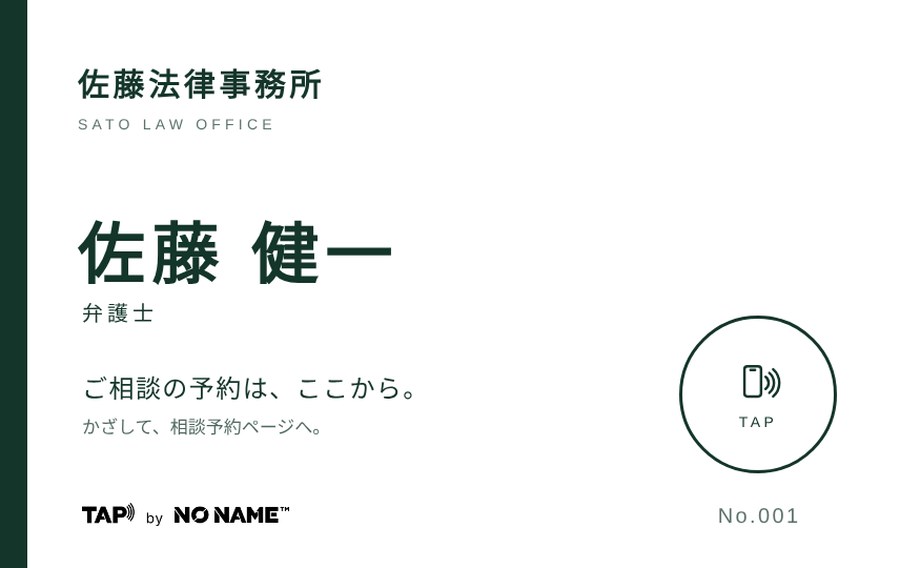 佐藤法律事務所
SATO LAW OFFICE
佐藤 健一
弁護士
ご相談の予約は、ここから。
かざして、相談予約ページへ。
TAP
TAP by NO NAME™
No.001